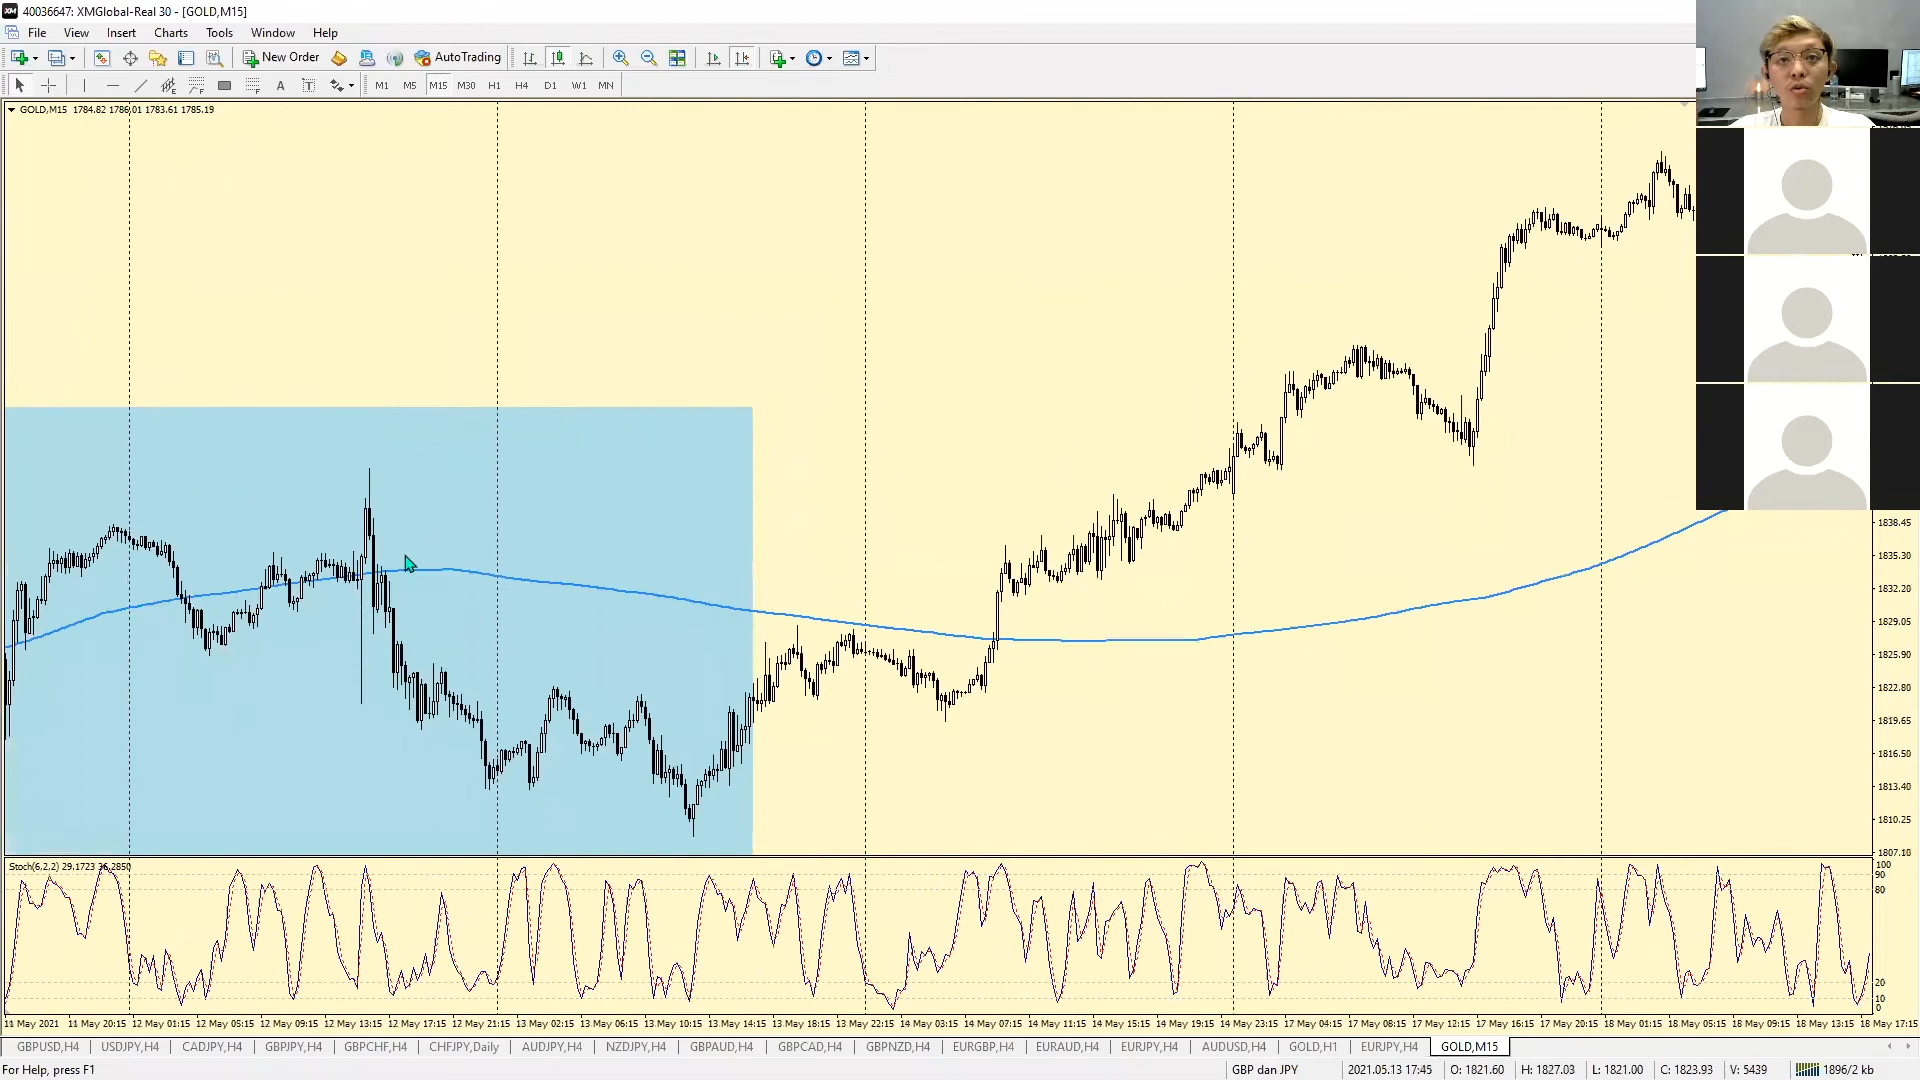 XM 40036647: XMGlobal-Real 30 - [GOLD,M15]
File View Insert Charts Tools Window Help
New Order AutoTrading
A T M1 M5 M15 M30 H1 H4 D1 W1 MN
GOLD,M15 1784.82 1786.01 1783.61 1785.19
1838.45
1835.30
1832.20
1829.05
1825.90
1822.80
1819.65
1816.50
1813.40
1810.25
1807.10
Stoch(6,2,2) 29.1723 36.2850
100
90
80
20
10
0
11 May 2021 11 May 20:15 12 May 01:15 12 May 05:15 12 May 09:15 12 May 13:15 12 May 17:15 12 May 21:15 13 May 02:15 13 May 06:15 13 May 10:15 13 May 14:15 13 May 18:15 13 May 22:15 14 May 03:15 14 May 07:15 14 May 11:15 14 May 15:15 14 May 19:15 14 May 23:15 17 May 04:15 17 May 08:15 17 May 12:15 17 May 16:15 17 May 20:15 18 May 01:15 18 May 05:15 18 May 09:15 18 May 13:15 18 May 17:15
GBPUSD,H4 USDJPY,H4 CADJPY,H4 GBPJPY,H4 GBPCHF,H4 CHFJPY,Daily AUDJPY,H4 NZDJPY,H4 GBPAUD,H4 GBPCAD,H4 GBPNZD,H4 EURGBP,H4 EURAUD,H4 EURJPY,H4 AUDUSD,H4 GOLD,H1 EURJPY,H4 GOLD,M15
For Help, press F1 GBP dan JPY 2021.05.13 17:45 O: 1821.60 H: 1827.03 L: 1821.00 C: 1823.93 V: 5439 1896/2 kb